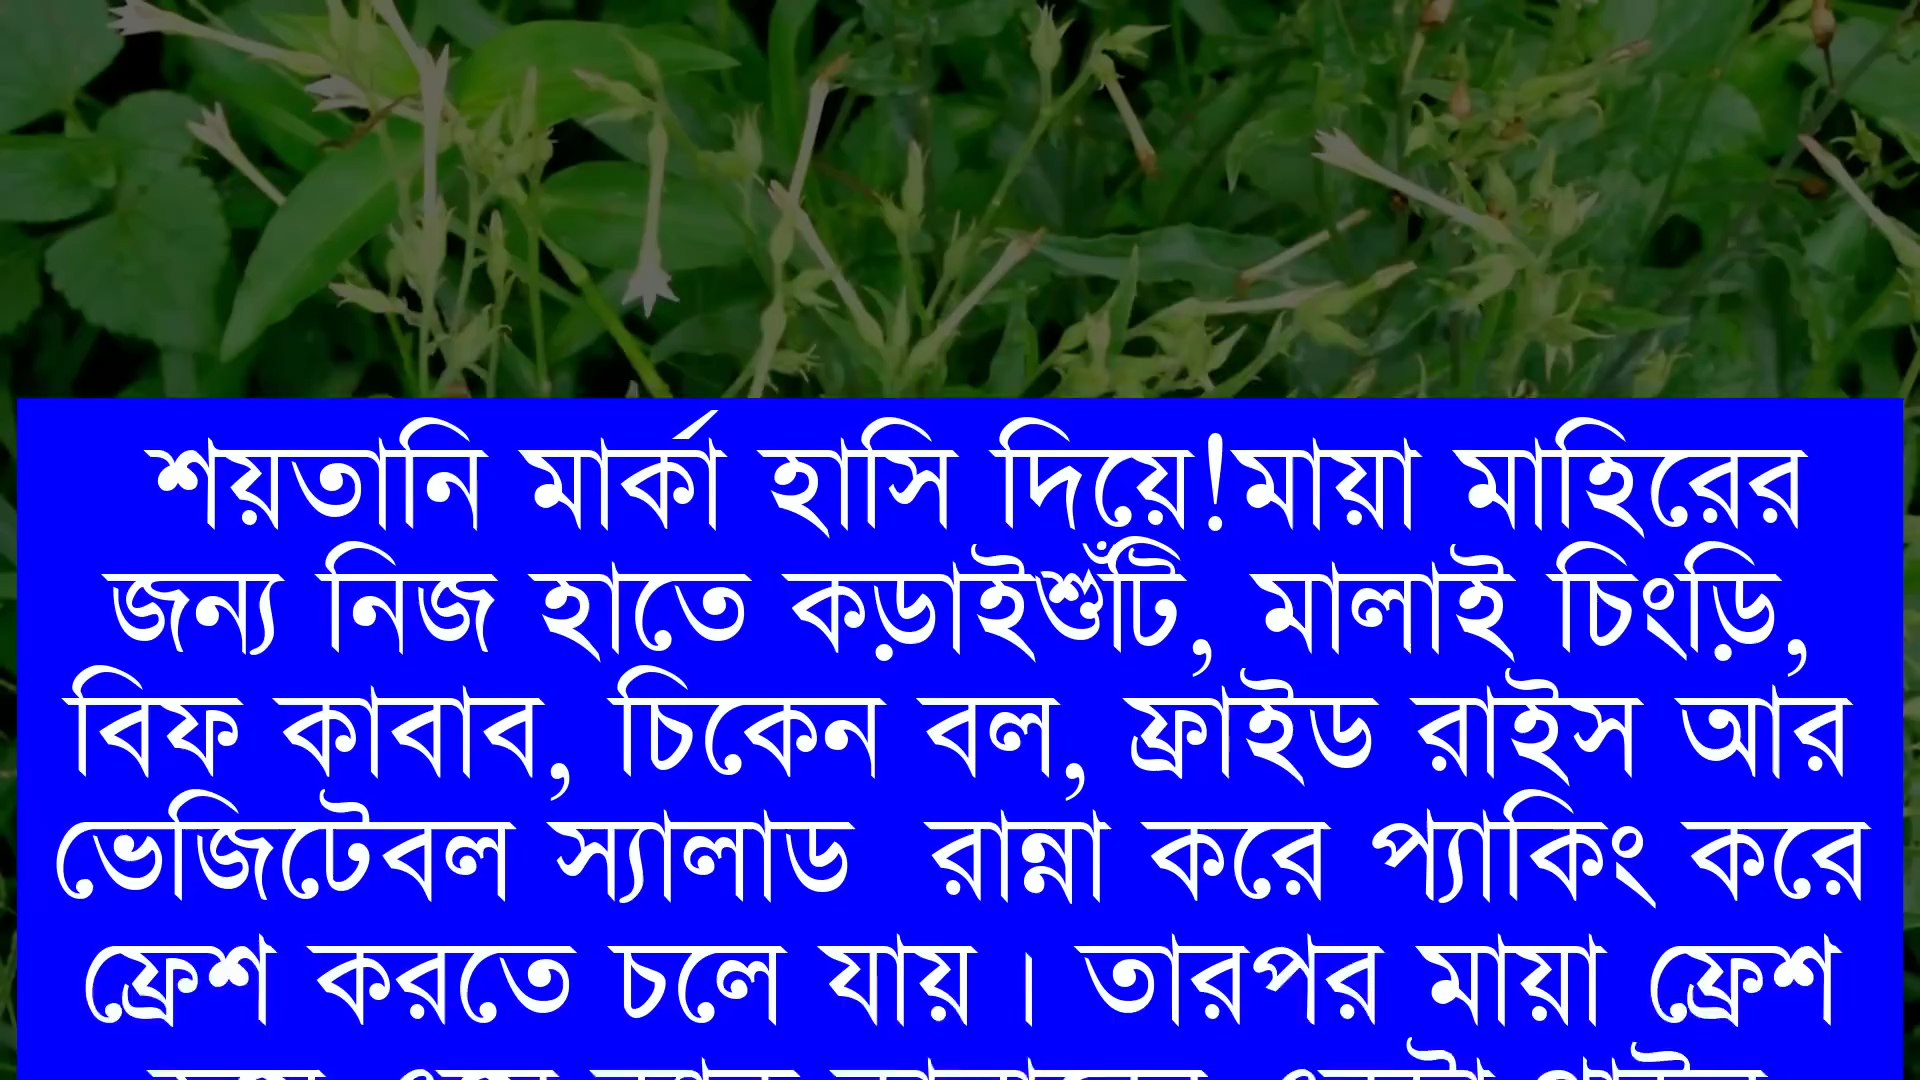 শয়তানি মার্কা হাসি দিয়ে!মায়া মাহিরের
জন্য নিজ হাতে কড়াইশুঁটি, মালাই চিংড়ি,
বিফ কাবাব, চিকেন বল, ফ্রাইড রাইস আর
ভেজিটেবল স্যালাড  রান্না করে প্যাকিং করে
ফ্রেশ করতে চলে যায় । তারপর মায়া ফ্রেশ